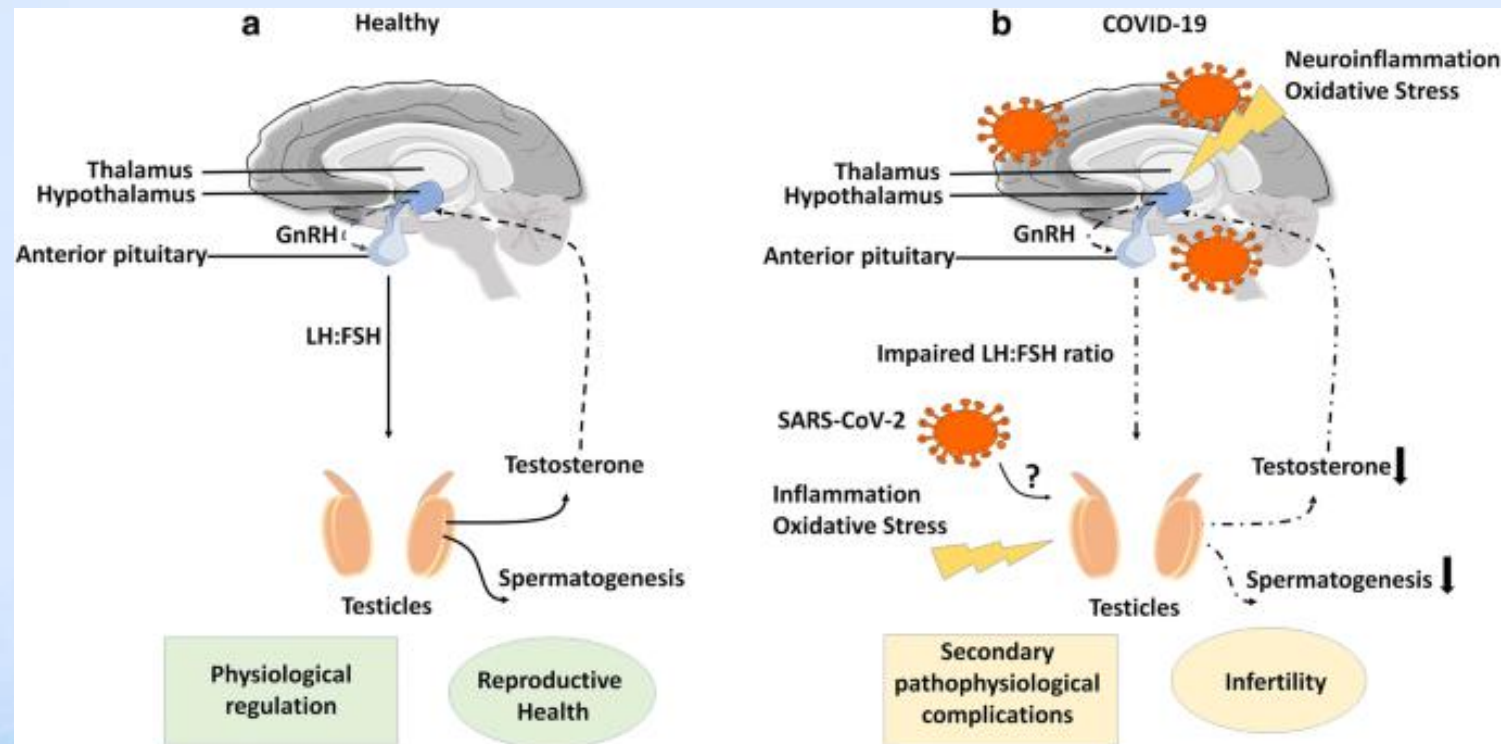 a Healthy
Thalamus
Hypothalamus
GnRH
Anterior pituitary
LH:FSH
Testosterone
Spermatogenesis
Testicles
Physiological
regulation
Reproductive
Health
b COVID-19
Neuroinflammation
Oxidative Stress
Thalamus
Hypothalamus
GnRH
Anterior pituitary
Impaired LH:FSH ratio
SARS-CoV-2
?
Inflammation
Oxidative Stress
Testosterone
Spermatogenesis
Testicles
Secondary
pathophysiological
complications
Infertility